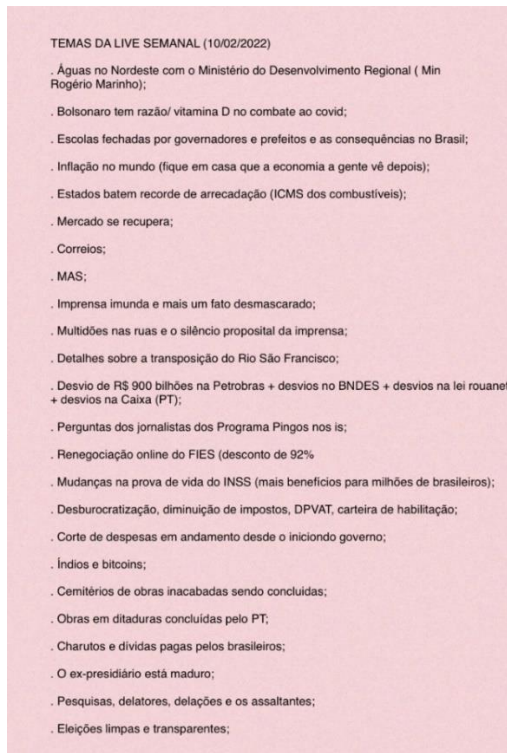 TEMAS DA LIVE SEMANAL (10/02/2022)
. Águas no Nordeste com o Ministério do Desenvolvimento Regional ( Min
Rogério Marinho);
. Bolsonaro tem razão/ vitamina D no combate ao covid;
. Escolas fechadas por governadores e prefeitos e as consequências no Brasil;
. Inflação no mundo (fique em casa que a economia a gente vê depois);
. Estados batem recorde de arrecadação (ICMS dos combustíveis);
. Mercado se recupera;
. Correios;
. MAS;
. Imprensa imunda e mais um fato desmascarado;
. Multidões nas ruas e o silêncio proposital da imprensa;
. Detalhes sobre a transposição do Rio São Francisco;
. Desvio de R$ 900 bilhões na Petrobras + desvios no BNDES + desvios na lei rouanet
+ desvios na Caixa (PT);
. Perguntas dos jornalistas dos Programa Pingos nos is;
. Renegociação online do FIES (desconto de 92%
. Mudanças na prova de vida do INSS (mais benefícios para milhões de brasileiros);
. Desburocratização, diminuição de impostos, DPVAT, carteira de habilitação;
. Corte de despesas em andamento desde o iniciondo governo;
. Índios e bitcoins;
. Cemitérios de obras inacabadas sendo concluídas;
. Obras em ditaduras concluídas pelo PT;
. Charutos e dívidas pagas pelos brasileiros;
. O ex-presidiário está maduro;
. Pesquisas, delatores, delações e os assaltantes;
. Eleições limpas e transparentes;